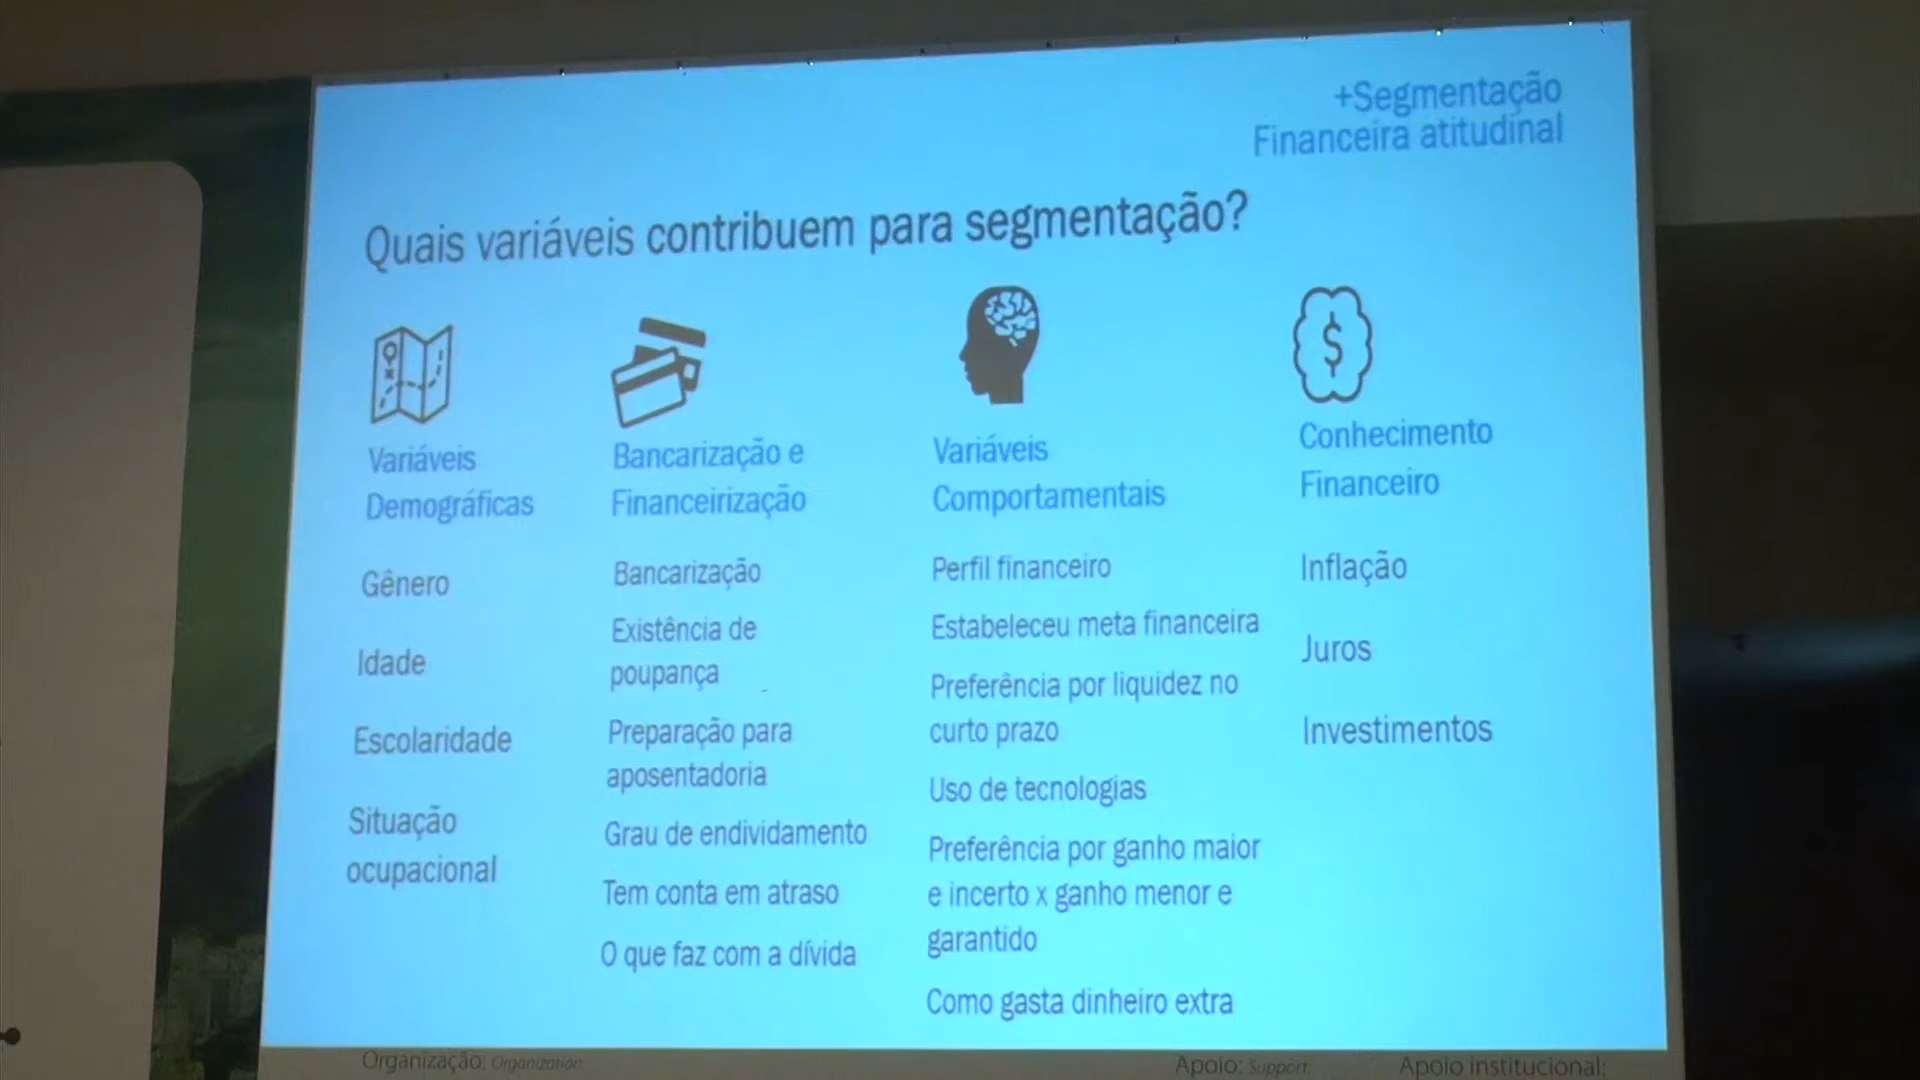 +Segmentação
Financeira atitudinal
Quais variáveis contribuem para segmentação?
Variáveis
Demográficas
Gênero
Idade
Escolaridade
Situação
ocupacional
Bancarização e
Financeirização
Bancarização
Existência de
poupança
Preparação para
aposentadoria
Grau de endividamento
Tem conta em atraso
O que faz com a dívida
Variáveis
Comportamentais
Perfil financeiro
Estabeleceu meta financeira
Preferência por liquidez no
curto prazo
Uso de tecnologias
Preferência por ganho maior
e incerto x ganho menor e
garantido
Como gasta dinheiro extra
$
Conhecimento
Financeiro
Inflação
Juros
Investimentos
Organização: Organization:
Apoio: Support:
Apoio institucional: